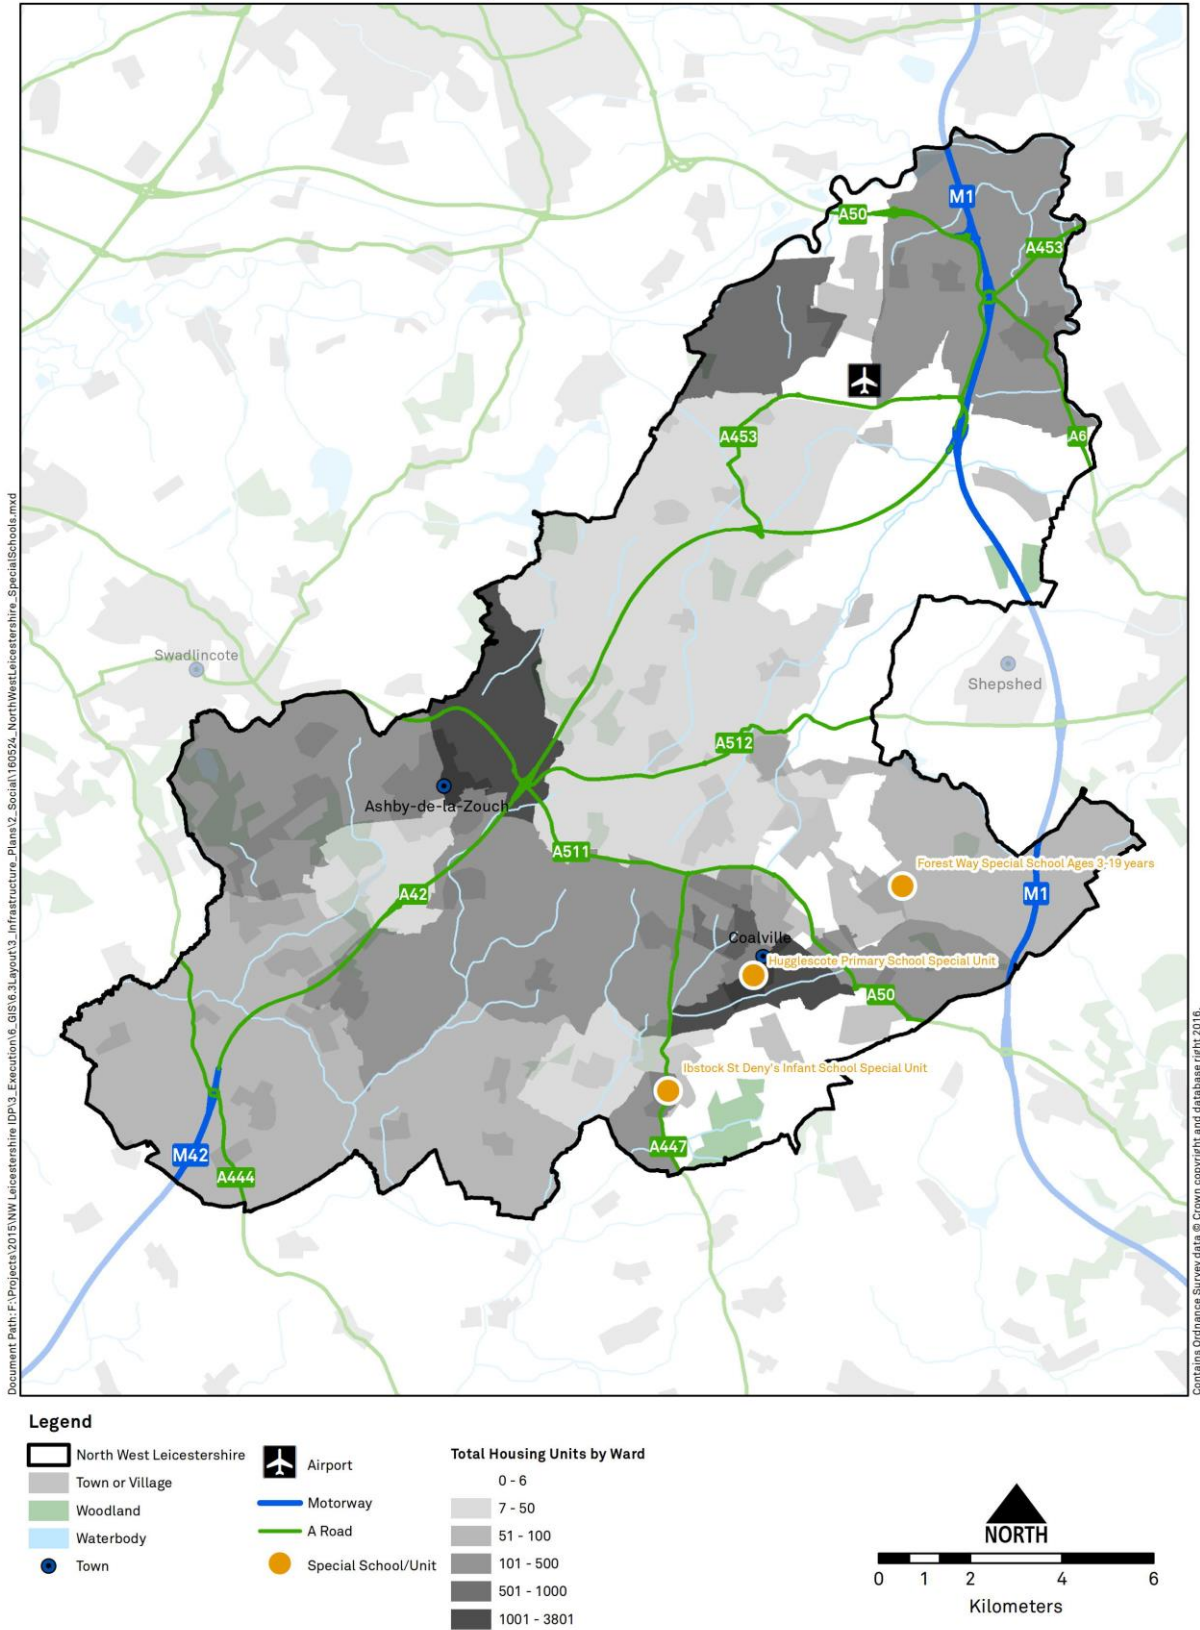 M1
A50
A453
A453
A6
Swadlincote
Shepshed
A512
Ashby-de-la-Zouch
A511
Forest Way Special School Ages 3-19 years
A42
M1
Coalville
Hugglescote Primary School Special Unit
A50
Ibstock St Deny's Infant School Special Unit
M42
A447
A444
Document Path: F:\Projects\2015\NW Leicestershire IDP\3_Execution\6_GIS\6.3Layout\3_Infrastructure_Plans\2_Social\160524_NorthWestLeicestershire_SpecialSchools.mxd
Contains Ordnance Survey data © Crown copyright and database right 2016.
Legend
North West Leicestershire
Town or Village
Woodland
Waterbody
Town
Airport
Motorway
A Road
Special School/Unit
Total Housing Units by Ward
0 - 6
7 - 50
51 - 100
101 - 500
501 - 1000
1001 - 3801
NORTH
0 1 2 4 6
Kilometers